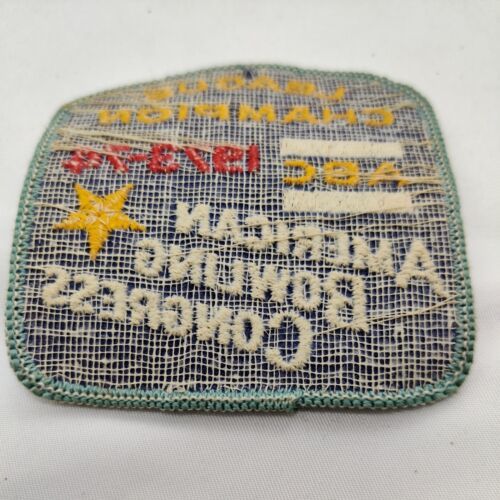 LEAGUE
CHAMPION
ABC 1973-74
AMERICAN
BOWLING
CONGRESS